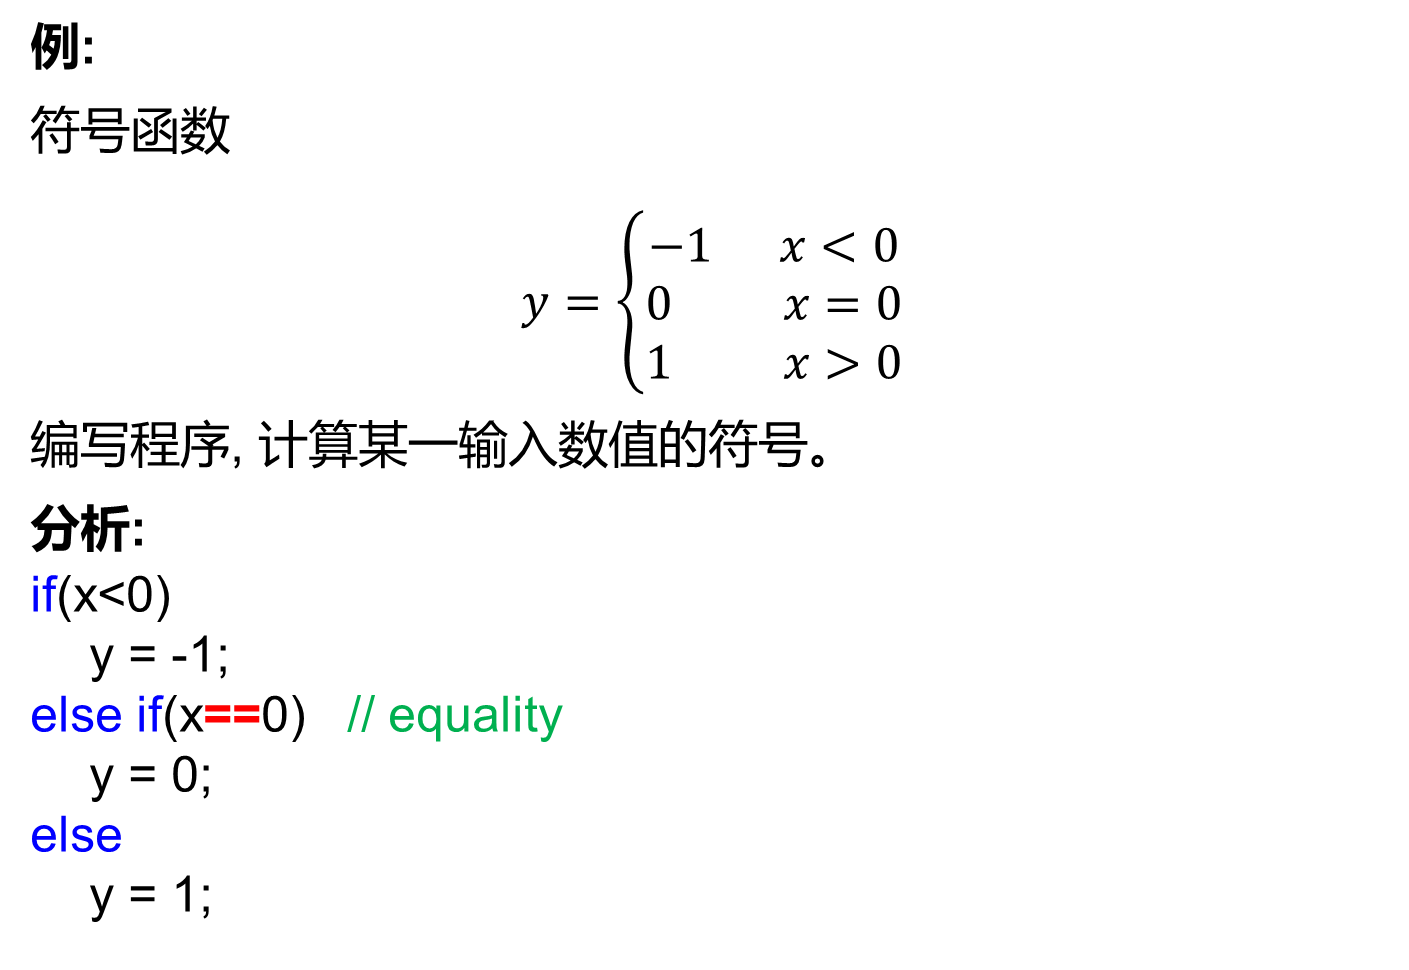 例:
符号函数
y = { −1 x < 0
0 x = 0
1 x > 0
编写程序, 计算某一输入数值的符号。
分析:
if(x<0)
y = -1;
else if(x==0) // equality
y = 0;
else
y = 1;